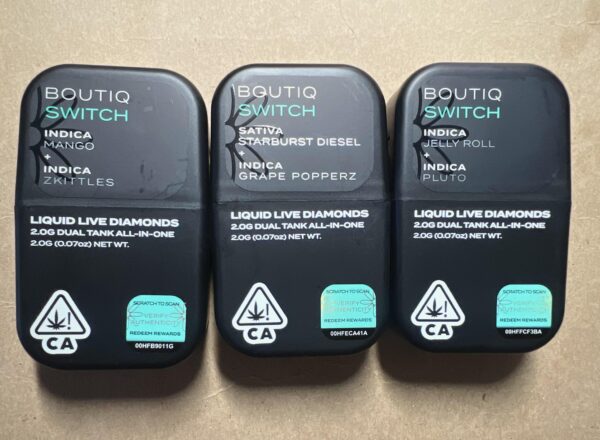 BOUTIQ
SWITCH
INDICA
MANGO
+
INDICA
ZKITTLES
LIQUID LIVE DIAMONDS
2.0G DUAL TANK ALL-IN-ONE
2.0G (0.07oz) NET WT.
CA
SCRATCH TO SCAN
VERIFY
AUTHENTICITY
REDEEM REWARDS
00HFB9011G
BOUTIQ
SWITCH
SATIVA
STARBURST DIESEL
+
INDICA
GRAPE POPPERZ
LIQUID LIVE DIAMONDS
2.0G DUAL TANK ALL-IN-ONE
2.0G (0.07oz) NET WT.
CA
SCRATCH TO SCAN
VERIFY
AUTHENTICITY
REDEEM REWARDS
00HFECA41A
BOUTIQ
SWITCH
INDICA
JELLY ROLL
+
INDICA
PLUTO
LIQUID LIVE DIAMONDS
2.0G DUAL TANK ALL-IN-ONE
2.0G (0.07oz) NET WT.
CA
SCRATCH TO SCAN
VERIFY
AUTHENTICITY
REDEEM REWARDS
00HFFCF3BA